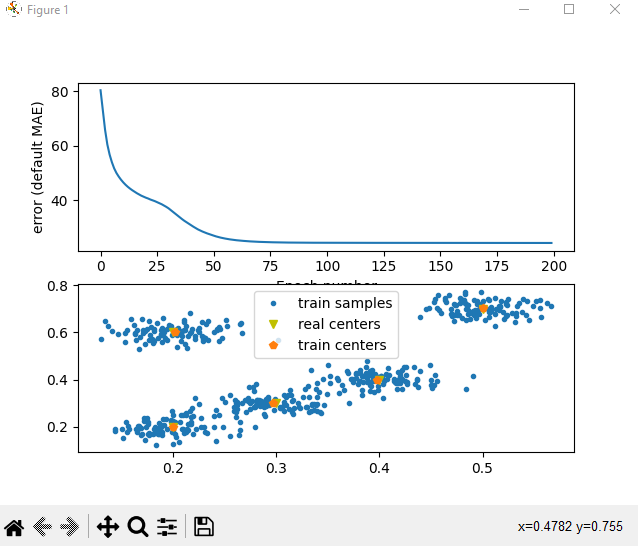 Figure 1
80
60
40
error (default MAE)
0 25 50 75 100 125 150 175 200
Epoch number
0.8
0.6
0.4
0.2
train samples
real centers
train centers
0.2 0.3 0.4 0.5
x=0.4782 y=0.755